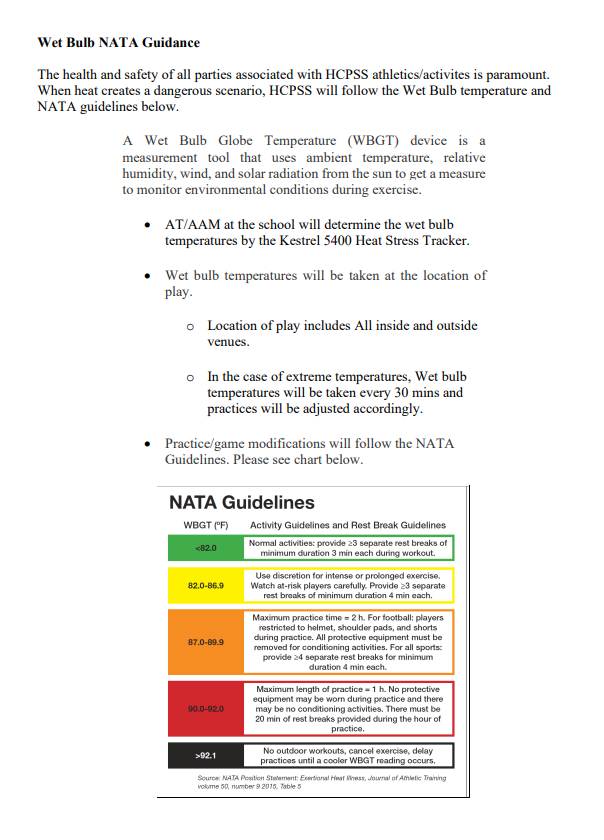 Wet Bulb NATA Guidance
The health and safety of all parties associated with HCPSS athletics/activites is paramount.
When heat creates a dangerous scenario, HCPSS will follow the Wet Bulb temperature and
NATA guidelines below.
A Wet Bulb Globe Temperature (WBGT) device is a
measurement tool that uses ambient temperature, relative
humidity, wind, and solar radiation from the sun to get a measure
to monitor environmental conditions during exercise.
• AT/AAM at the school will determine the wet bulb
temperatures by the Kestrel 5400 Heat Stress Tracker.
• Wet bulb temperatures will be taken at the location of
play.
o Location of play includes All inside and outside
venues.
o In the case of extreme temperatures, Wet bulb
temperatures will be taken every 30 mins and
practices will be adjusted accordingly.
• Practice/game modifications will follow the NATA
Guidelines. Please see chart below.
NATA Guidelines
WBGT (ºF) Activity Guidelines and Rest Break Guidelines
<82.0
Normal activities: provide ≥3 separate rest breaks of
minimum duration 3 min each during workout.
82.0-86.9
Use discretion for intense or prolonged exercise.
Watch at-risk players carefully. Provide ≥3 separate
rest breaks of minimum duration 4 min each.
87.0-89.9
Maximum practice time = 2 h. For football: players
restricted to helmet, shoulder pads, and shorts
during practice. All protective equipment must be
removed for conditioning activities. For all sports:
provide ≥4 separate rest breaks for minimum
duration 4 min each.
90.0-92.0
Maximum length of practice = 1 h. No protective
equipment may be worn during practice and there
may be no conditioning activities. There must be
20 min of rest breaks provided during the hour of
practice.
>92.1
No outdoor workouts, cancel exercise, delay
practices until a cooler WBGT reading occurs.
Source: NATA Position Statement: Exertional Heat Illness, Journal of Athletic Training
volume 50, number 9 2015, Table 5